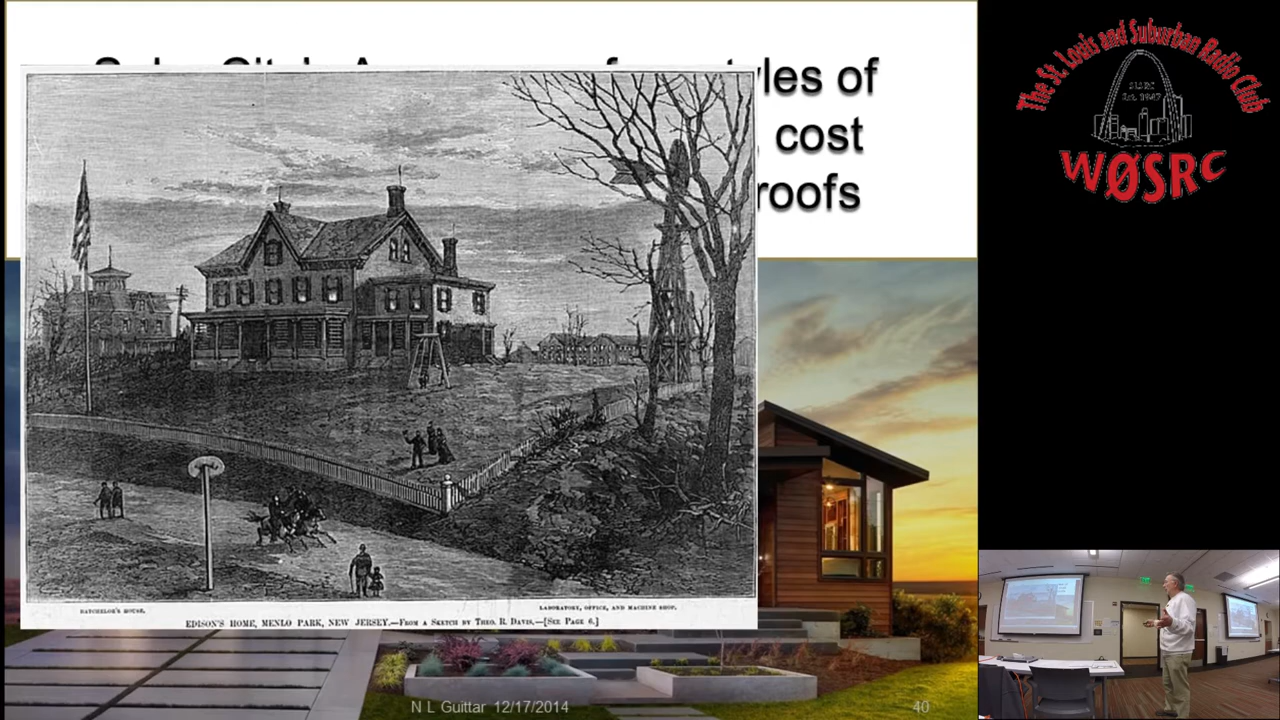 les of
cost
roofs
BATCHELOR'S HOUSE.
LABORATORY, OFFICE, AND MACHINE SHOP.
EDISON'S HOME, MENLO PARK, NEW JERSEY.—From a Sketch by Theo. R. Davis.—[See Page 6.]
N L Guittar 12/17/2014
40
The St. Louis and Suburban Radio Club
SLSRC
Est. 1947
WØSRC